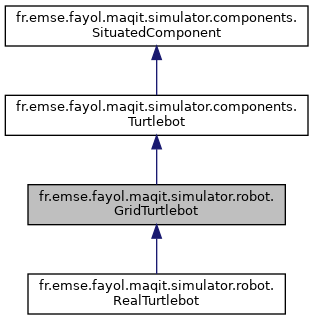 fr.emse.fayol.maqit.simulator.components.
SituatedComponent
fr.emse.fayol.maqit.simulator.components.
Turtlebot
fr.emse.fayol.maqit.simulator.robot.
GridTurtlebot
fr.emse.fayol.maqit.simulator.robot.
RealTurtlebot